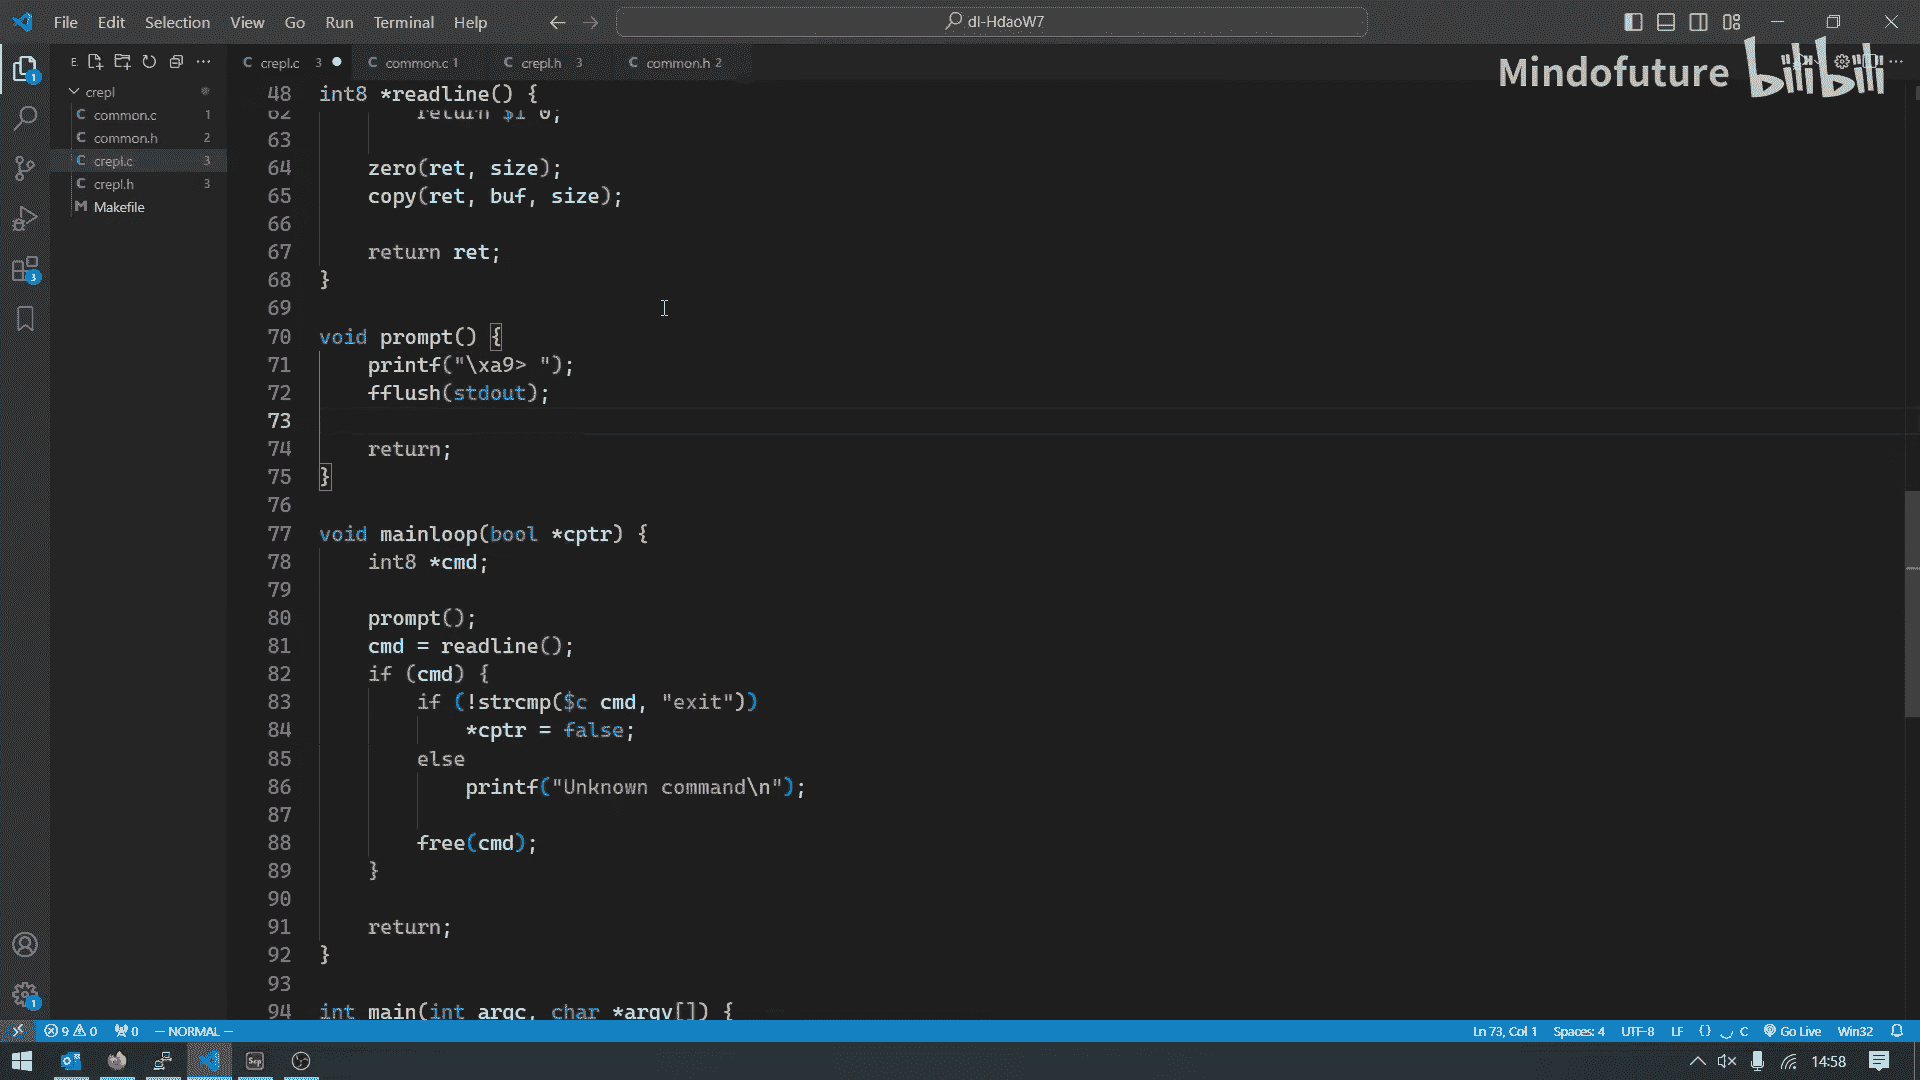 File Edit Selection View Go Run Terminal Help
dl-HdaoW7
Mindofuture bilibili
E.
crepl.c 3
common.c 1
crepl.h 3
common.h 2
crepl
common.c 1
common.h 2
crepl.c 3
crepl.h 3
Makefile
48 int8 *readline() {
62 return $i 0;
63
64 zero(ret, size);
65 copy(ret, buf, size);
66
67 return ret;
68 }
69
70 void prompt() {
71 printf("\xa9> ");
72 fflush(stdout);
73
74 return;
75 }
76
77 void mainloop(bool *cptr) {
78 int8 *cmd;
79
80 prompt();
81 cmd = readline();
82 if (cmd) {
83 if (!strcmp($c cmd, "exit"))
84 *cptr = false;
85 else
86 printf("Unknown command\n");
87
88 free(cmd);
89 }
90
91 return;
92 }
93
94 int main(int argc, char *argv[]) {
9 0 0 -- NORMAL -- Ln 73, Col 1 Spaces: 4 UTF-8 LF {} C Go Live Win32
14:58